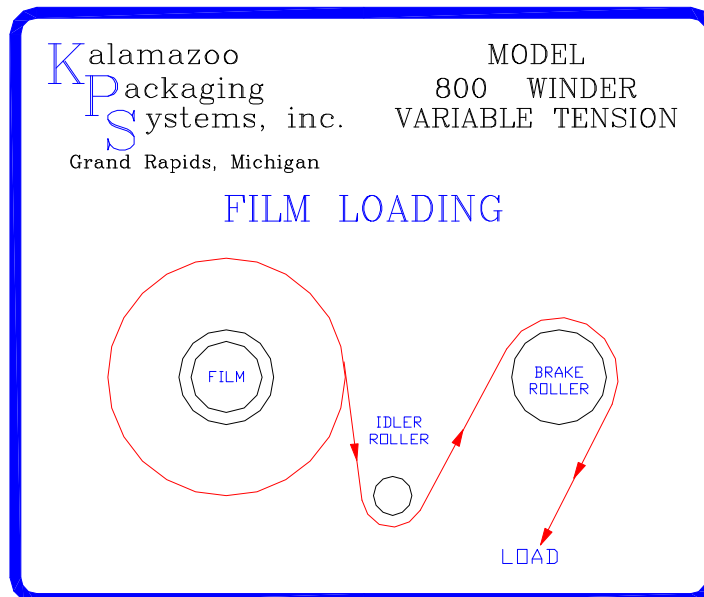 Kalamazoo
Packaging
Systems, inc.
Grand Rapids, Michigan
MODEL
800 WINDER
VARIABLE TENSION
FILM LOADING
FILM
IDLER
ROLLER
BRAKE
ROLLER
LOAD